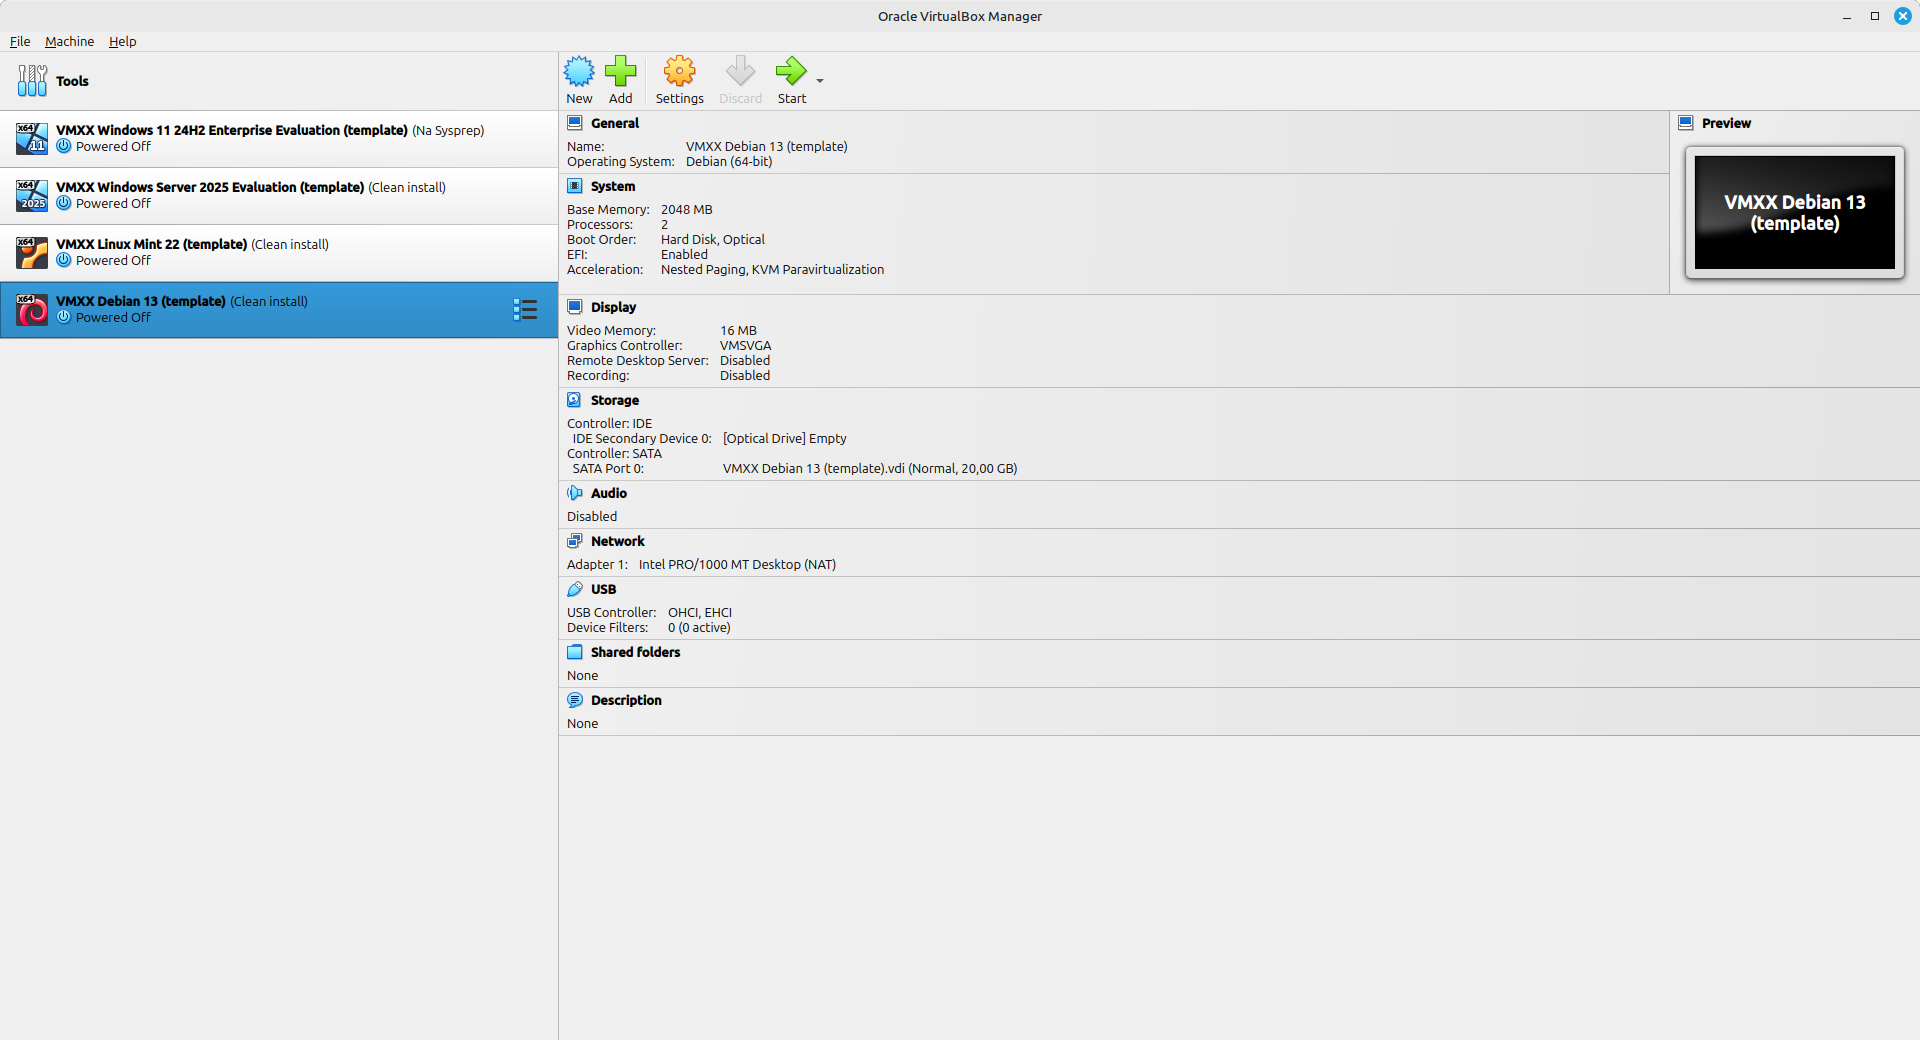 Oracle VirtualBox Manager
File Machine Help
Tools
New Add Settings Discard Start
x64 11 VMXX Windows 11 24H2 Enterprise Evaluation (template) (Na Sysprep)
Powered Off
x64 2025 VMXX Windows Server 2025 Evaluation (template) (Clean install)
Powered Off
x64 VMXX Linux Mint 22 (template) (Clean install)
Powered Off
x64 VMXX Debian 13 (template) (Clean install)
Powered Off
General
Name: VMXX Debian 13 (template)
Operating System: Debian (64-bit)
System
Base Memory: 2048 MB
Processors: 2
Boot Order: Hard Disk, Optical
EFI: Enabled
Acceleration: Nested Paging, KVM Paravirtualization
Preview
VMXX Debian 13
(template)
Display
Video Memory: 16 MB
Graphics Controller: VMSVGA
Remote Desktop Server: Disabled
Recording: Disabled
Storage
Controller: IDE
IDE Secondary Device 0: [Optical Drive] Empty
Controller: SATA
SATA Port 0: VMXX Debian 13 (template).vdi (Normal, 20,00 GB)
Audio
Disabled
Network
Adapter 1: Intel PRO/1000 MT Desktop (NAT)
USB
USB Controller: OHCI, EHCI
Device Filters: 0 (0 active)
Shared folders
None
Description
None